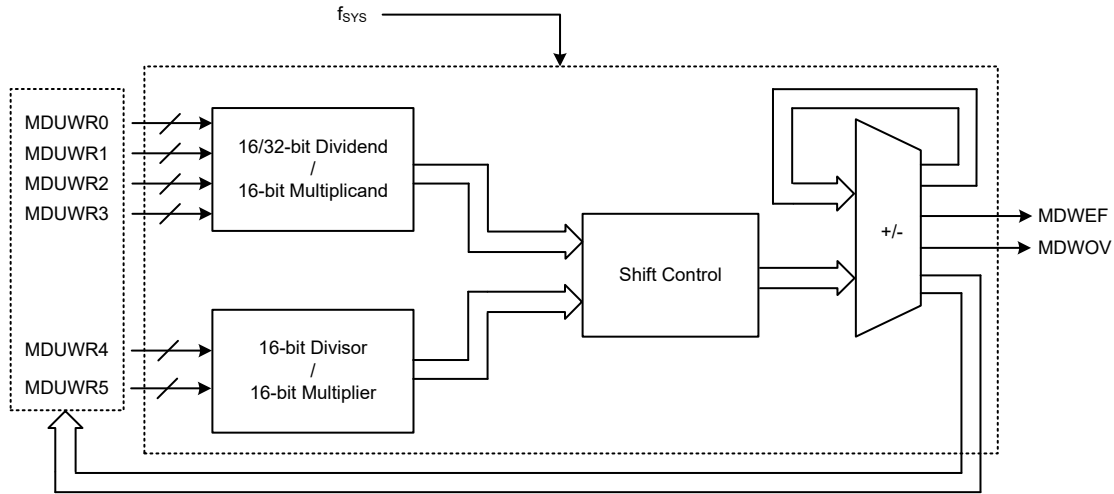 fSYS
MDUWR0
MDUWR1
MDUWR2
MDUWR3
16/32-bit Dividend
/
16-bit Multiplicand
MDUWR4
MDUWR5
16-bit Divisor
/
16-bit Multiplier
Shift Control
+/-
MDWEF
MDWOV